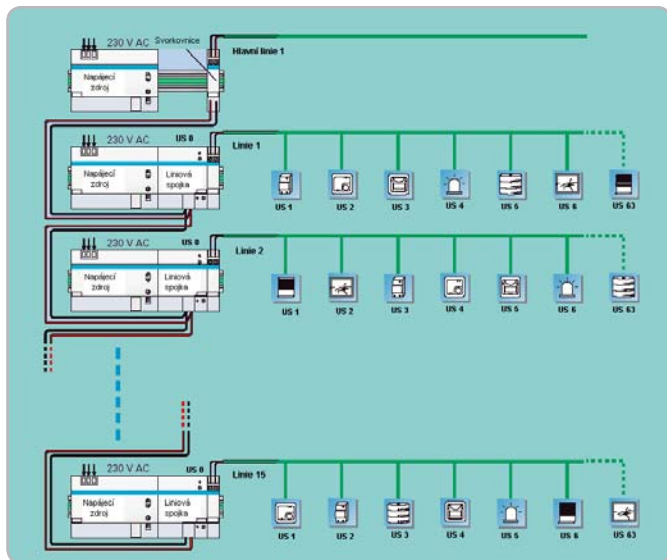 230 V AC
Svorkovnice
Hlavní linie 1
Napájecí
zdroj
230 V AC
US 0
Linie 1
Napájecí
zdroj
Liniová
spojka
US 1
US 2
US 3
US 4
US 5
US 6
US 63
230 V AC
US 0
Linie 2
Napájecí
zdroj
Liniová
spojka
US 1
US 2
US 3
US 4
US 5
US 6
US 63
230 V AC
US 0
Linie 15
Napájecí
zdroj
Liniová
spojka
US 1
US 2
US 3
US 4
US 5
US 6
US 63